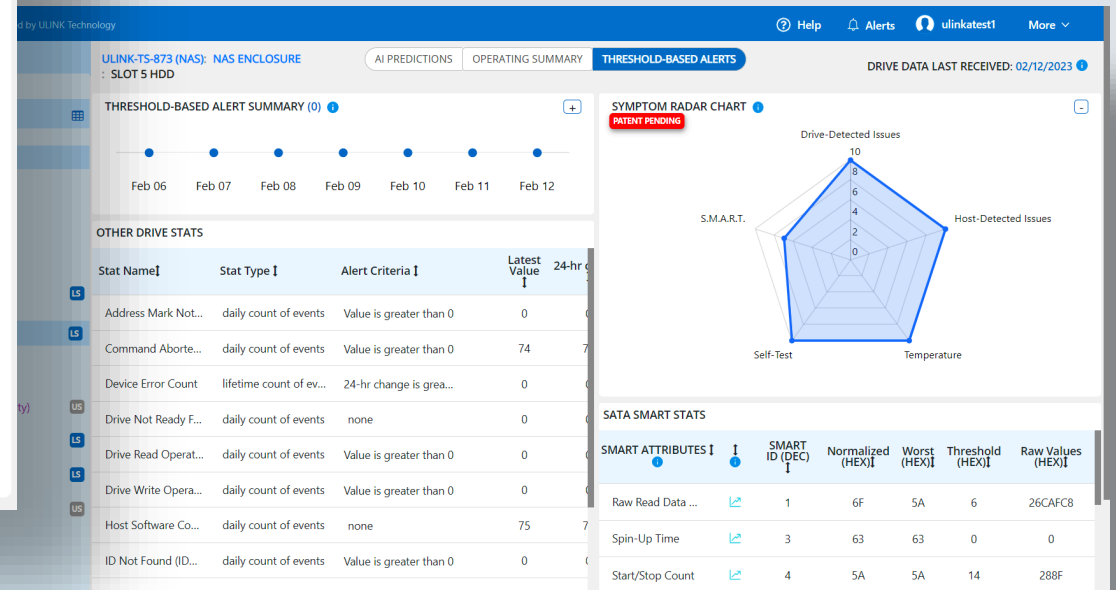 d by ULINK Technology
Help Alerts ulinkatest1 More
ULINK-TS-873 (NAS): NAS ENCLOSURE
: SLOT 5 HDD
AI PREDICTIONS OPERATING SUMMARY THRESHOLD-BASED ALERTS
DRIVE DATA LAST RECEIVED: 02/12/2023
THRESHOLD-BASED ALERT SUMMARY (0)
+
Feb 06 Feb 07 Feb 08 Feb 09 Feb 10 Feb 11 Feb 12
OTHER DRIVE STATS
Stat Name Stat Type Alert Criteria Latest Value 24-hr
Address Mark Not... daily count of events Value is greater than 0 0
Command Aborte... daily count of events Value is greater than 0 74 7
Device Error Count lifetime count of ev... 24-hr change is grea... 0
Drive Not Ready F... daily count of events none 0
Drive Read Operat... daily count of events Value is greater than 0 0
Drive Write Opera... daily count of events Value is greater than 0 0
Host Software Co... daily count of events none 75 7
ID Not Found (ID... daily count of events Value is greater than 0 0
LS
LS
ty) US
LS
LS
US
SYMPTOM RADAR CHART
-
PATENT PENDING
Drive-Detected Issues
10
8
6
4
2
0
S.M.A.R.T.
Host-Detected Issues
Self-Test
Temperature
SATA SMART STATS
SMART ATTRIBUTES SMART ID (DEC) Normalized (HEX) Worst (HEX) Threshold (HEX) Raw Values (HEX)
Raw Read Data ... 1 6F 5A 6 26CAFC8
Spin-Up Time 3 63 63 0 0
Start/Stop Count 4 5A 5A 14 288F